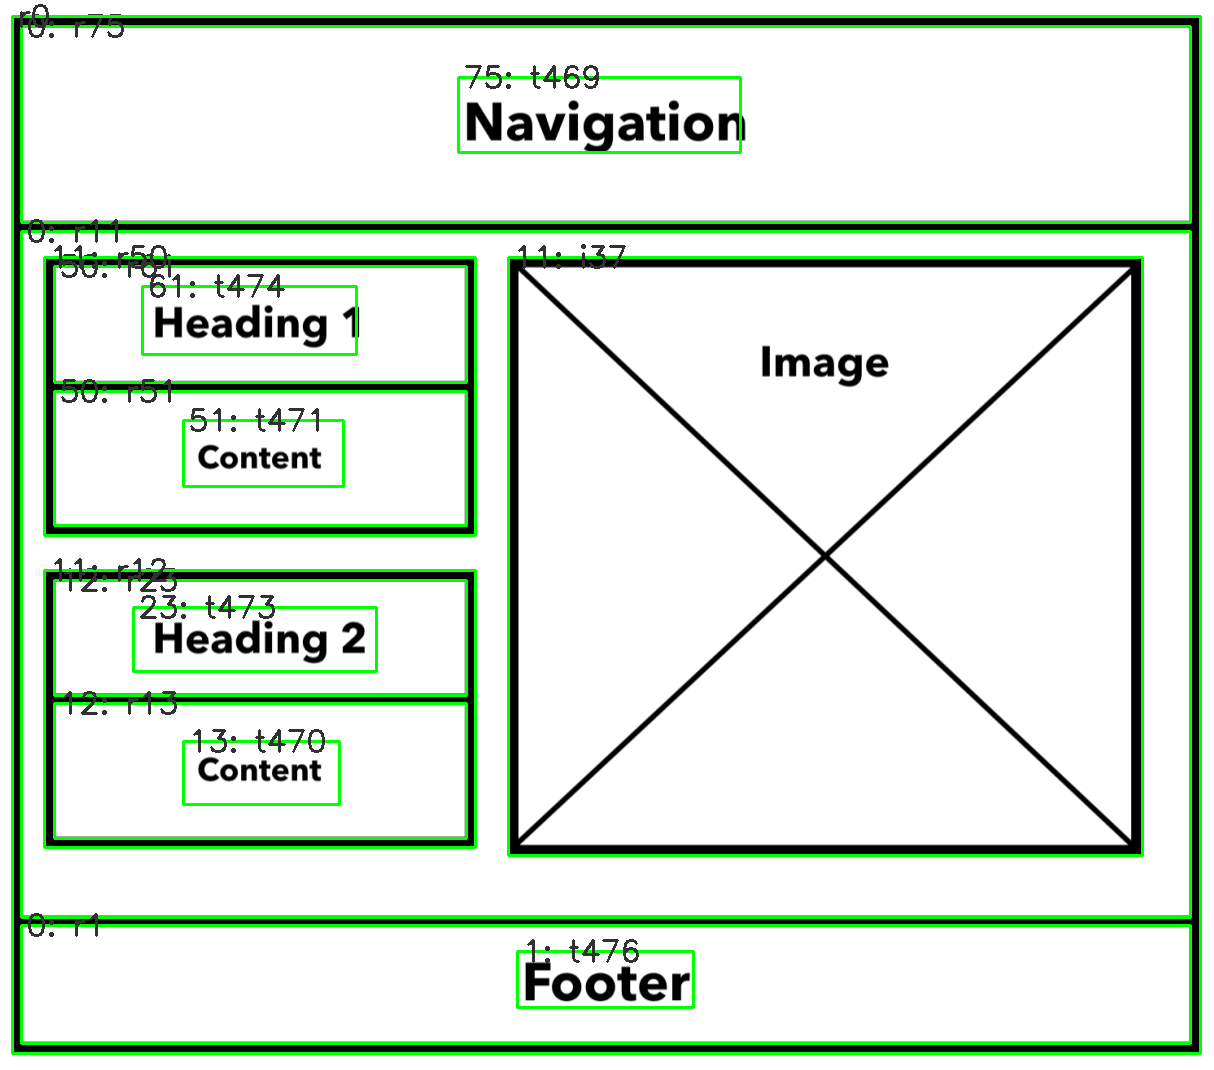 r0
0: r75
75: t469
Navigation
0: r11
11: r50
11: i37
50: r61
61: t474
Heading 1
Image
50: r51
51: t471
Content
11: r12
12: r23
23: t473
Heading 2
12: r13
13: t470
Content
0: r1
1: t476
Footer